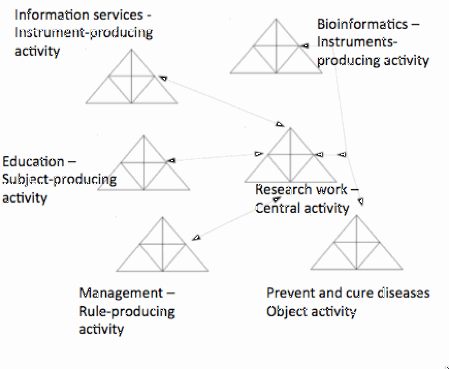 Information services -
Instrument-producing
activity
Bioinformatics –
Instruments-
producing activity
Education –
Subject-producing
activity
Research work –
Central activity
Management –
Rule-producing
activity
Prevent and cure diseases
Object activity